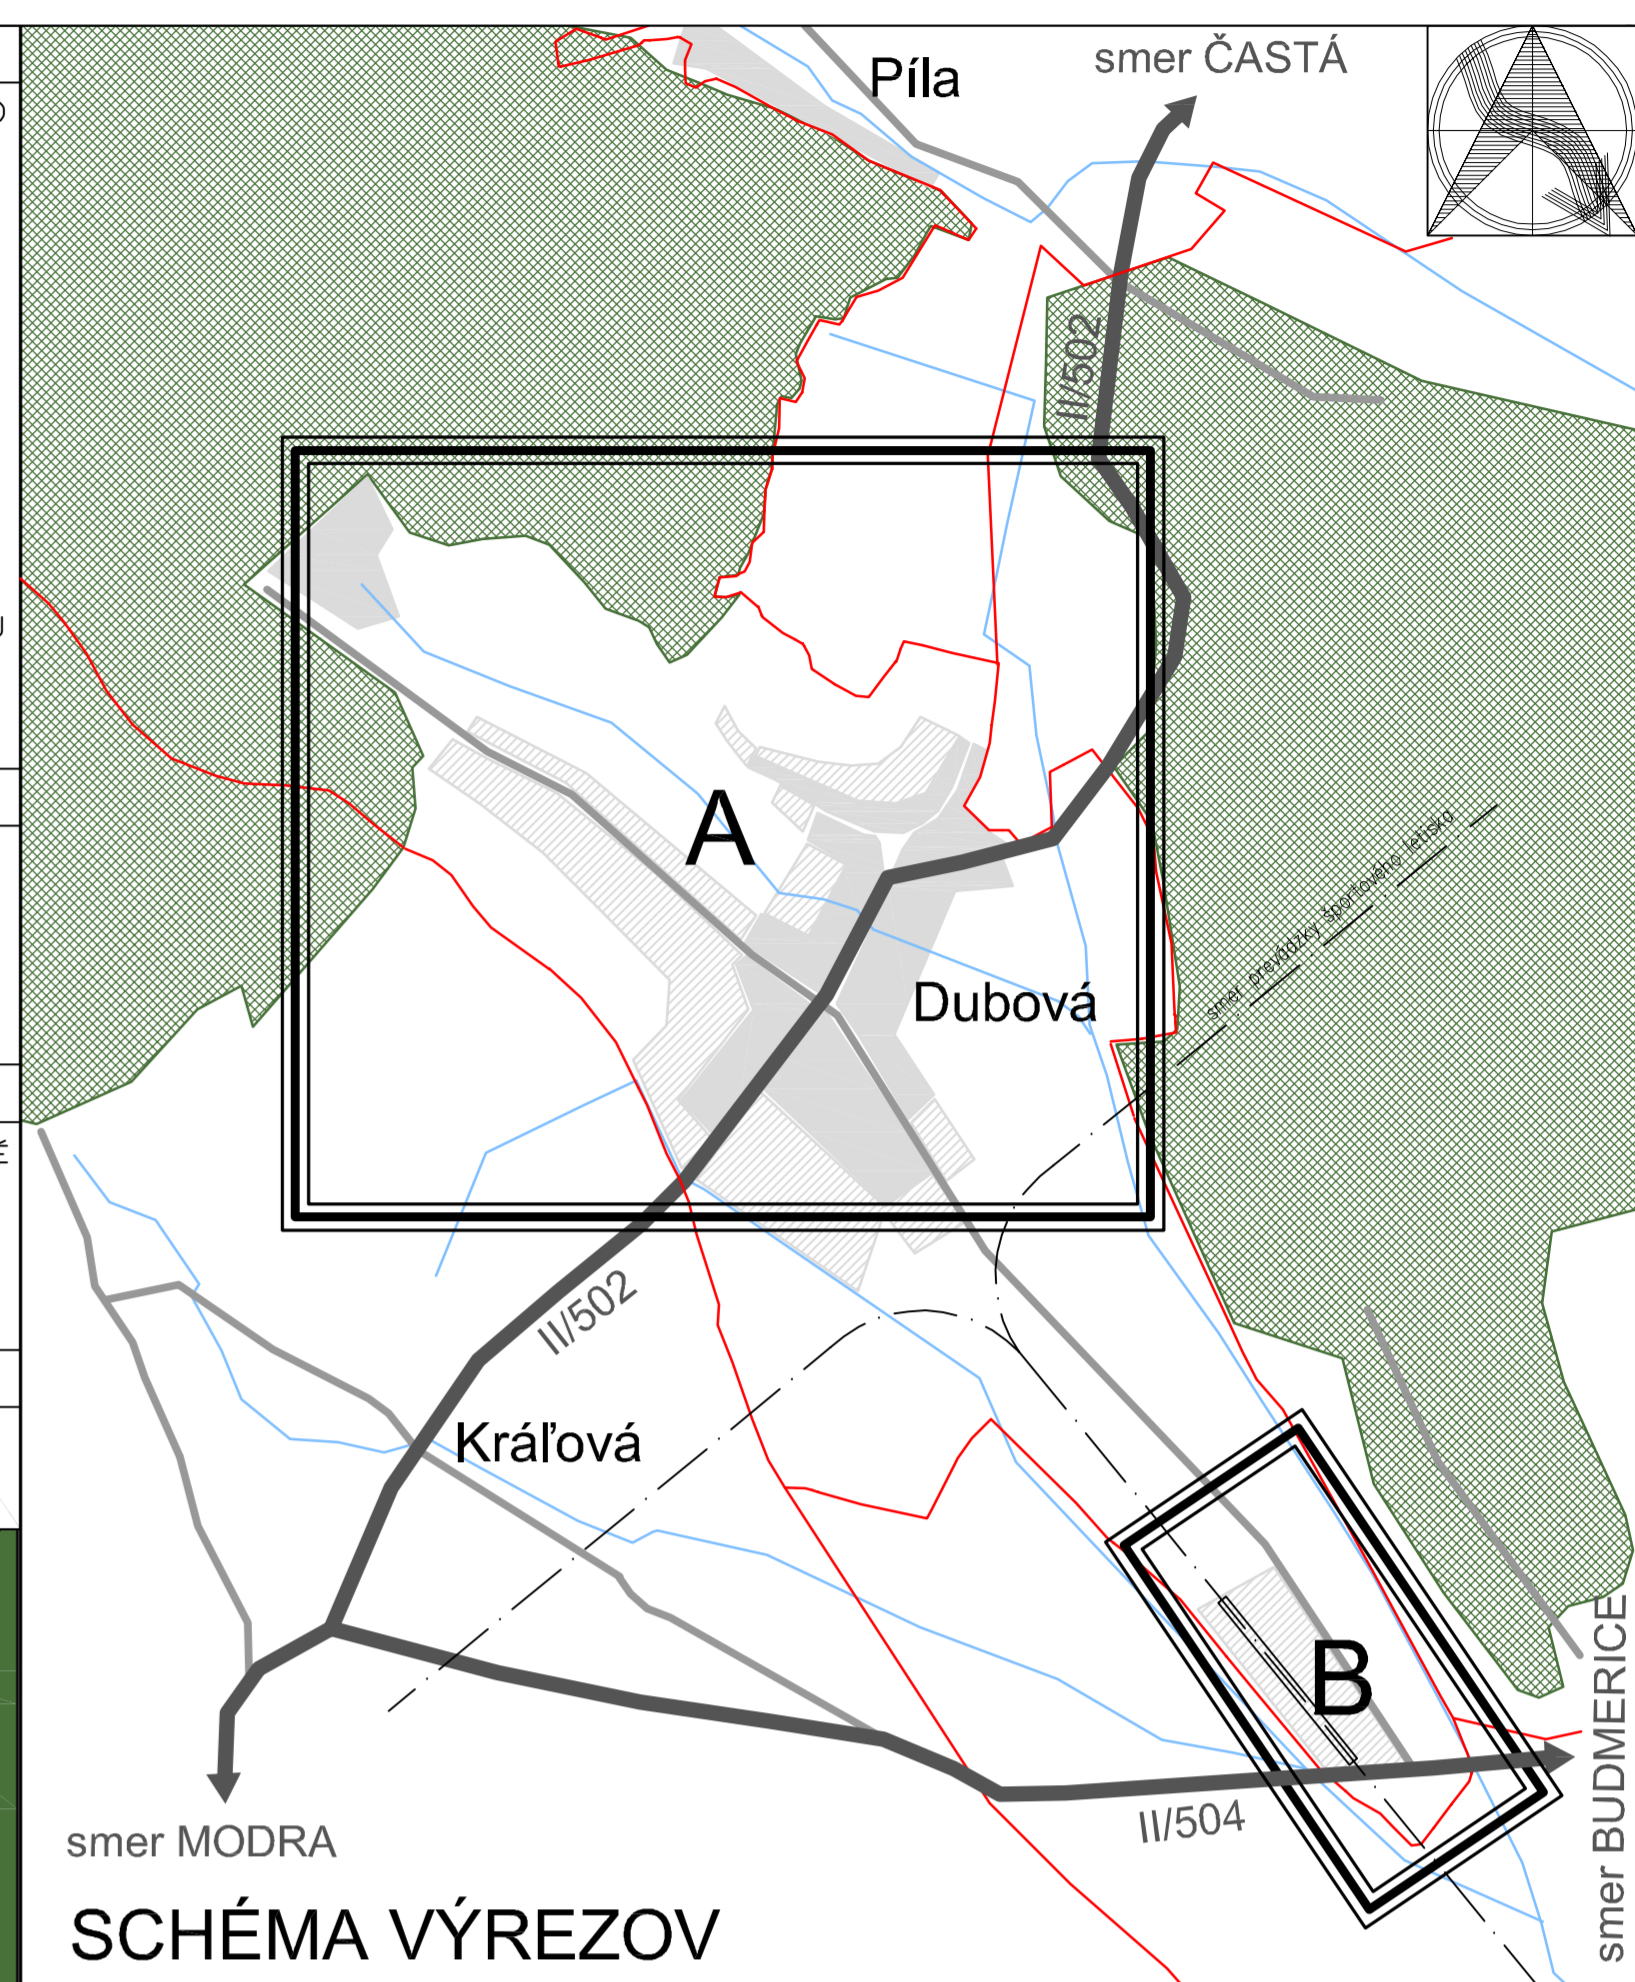 Píla
smer ČASTÁ
II/502
A
smer prevádzky športového letiska
Dubová
II/502
Kráľová
B
II/504
smer BUDMERICE
smer MODRA
SCHÉMA VÝREZOV